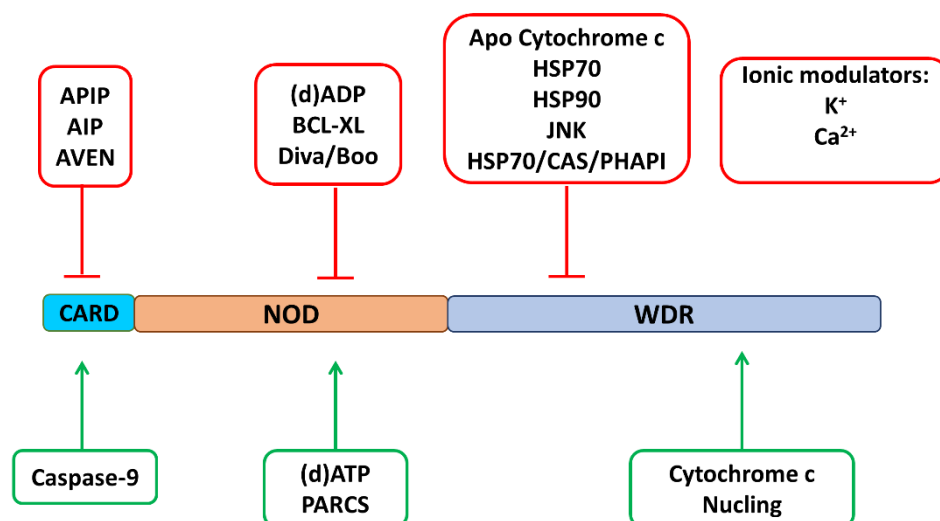 APIP
AIP
AVEN
(d)ADP
BCL-XL
Diva/Boo
Apo Cytochrome c
HSP70
HSP90
JNK
HSP70/CAS/PHAPI
Ionic modulators:
K⁺
Ca²⁺
CARD
NOD
WDR
Caspase-9
(d)ATP
PARCS
Cytochrome c
Nucling